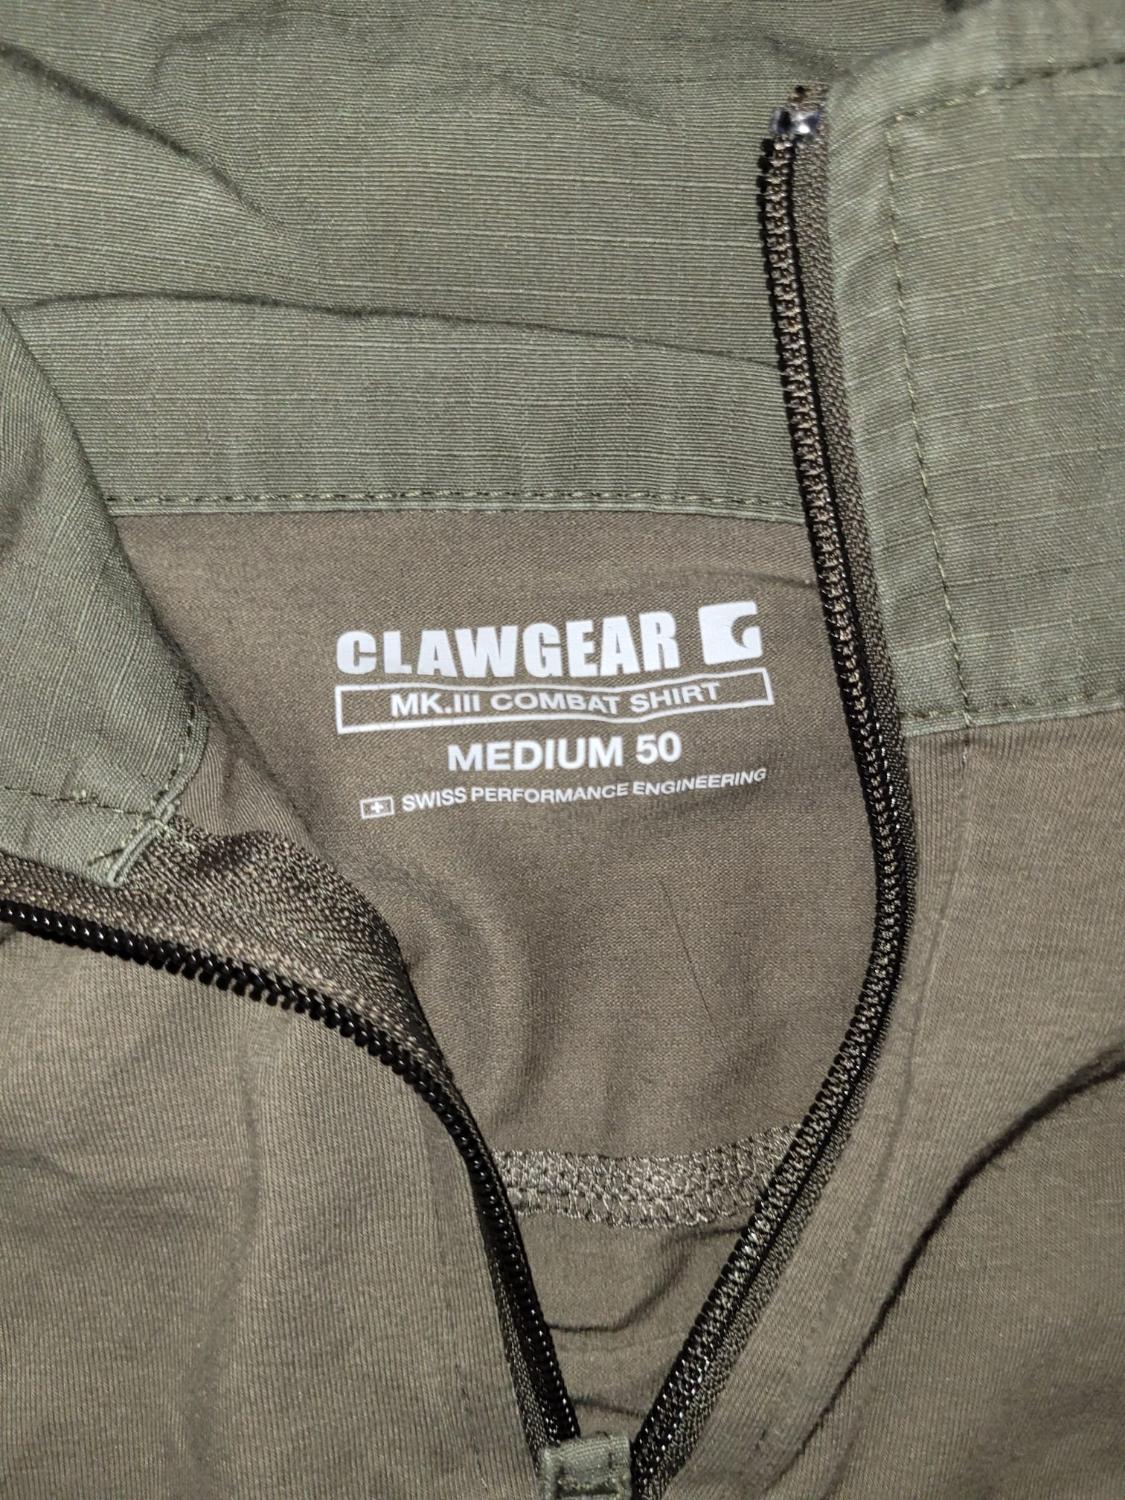 CLAWGEAR
MK.III COMBAT SHIRT
MEDIUM 50
SWISS PERFORMANCE ENGINEERING